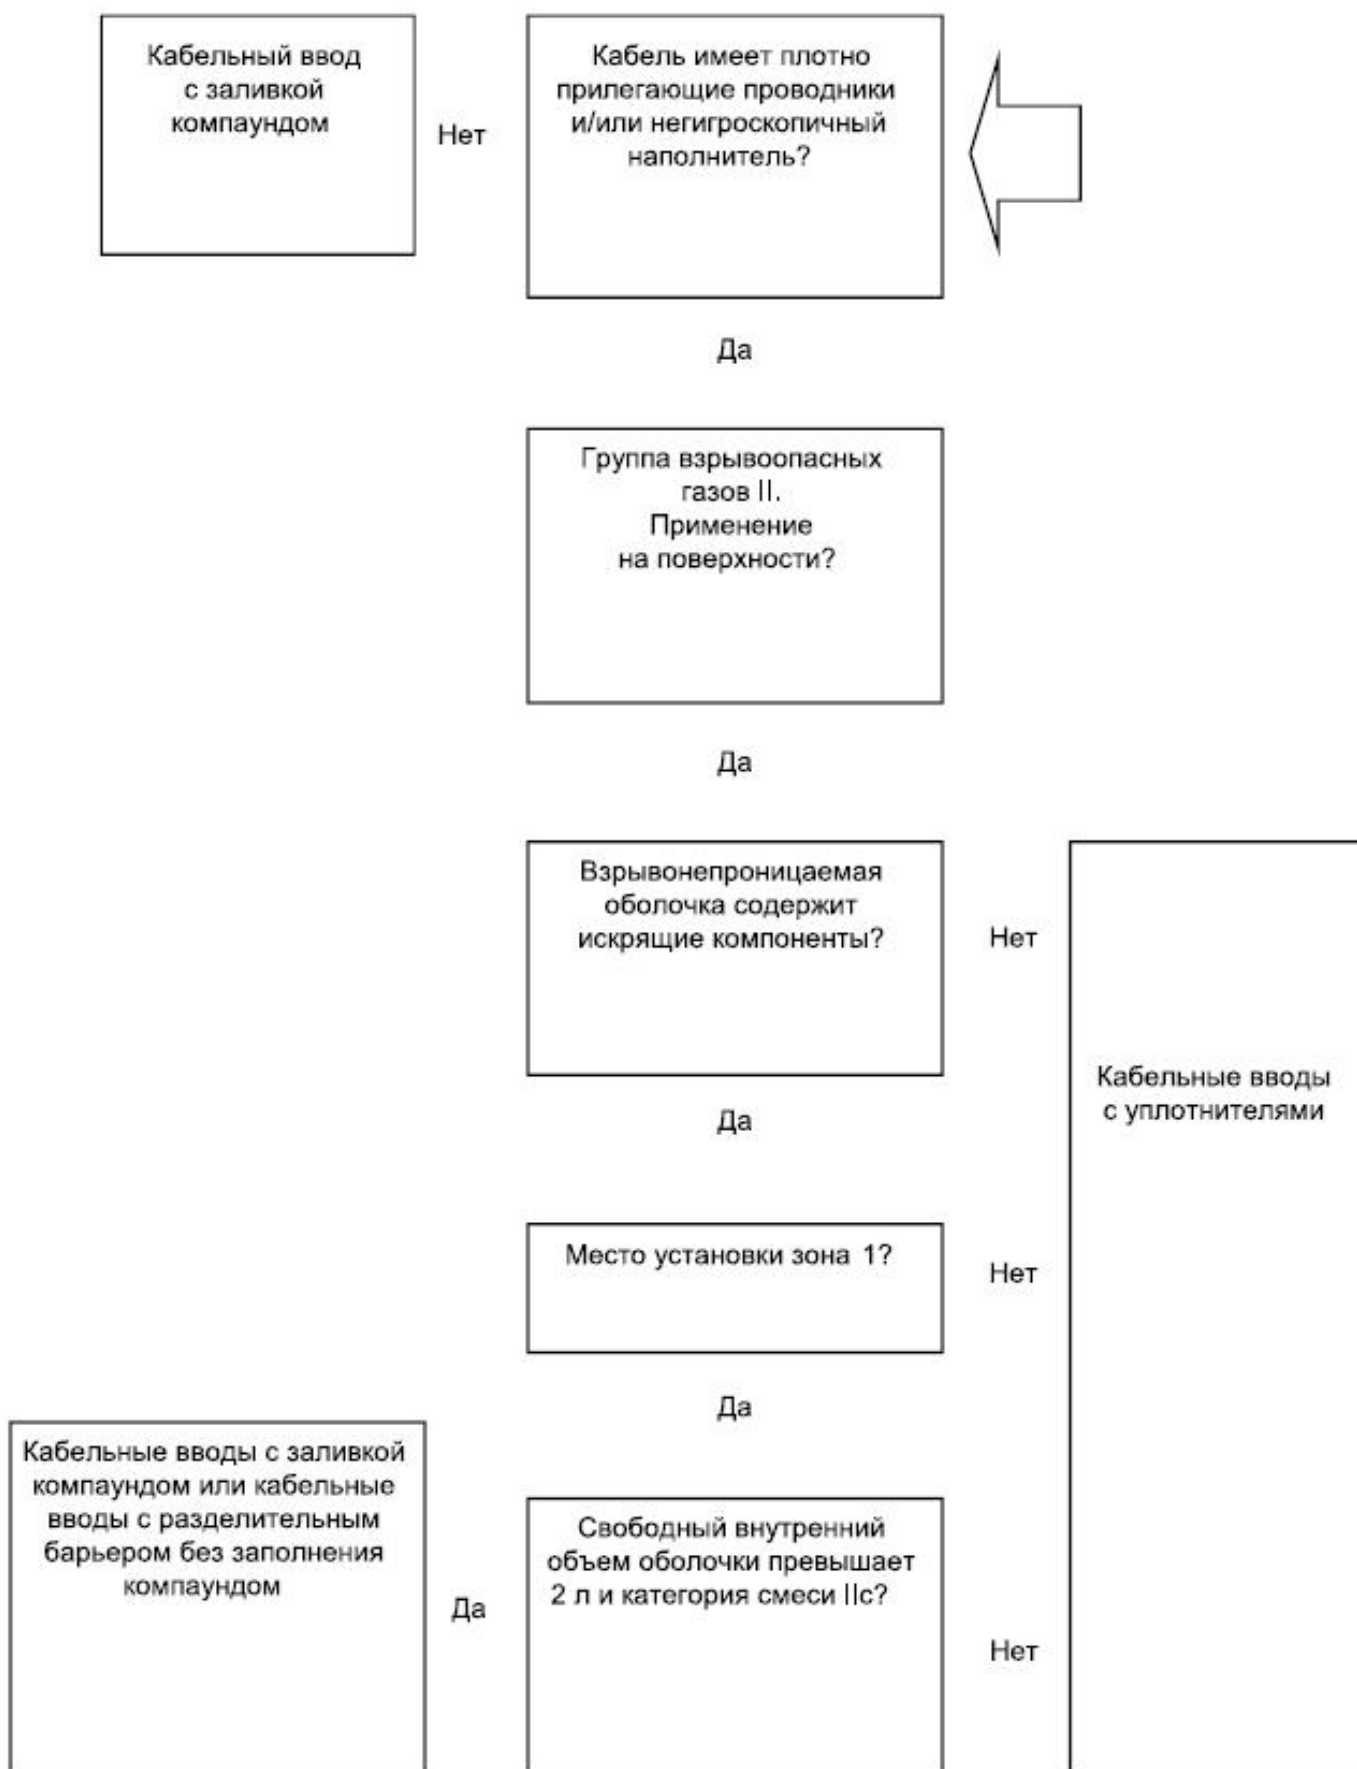 Кабельный ввод
с заливкой
компаундом
Нет
Кабель имеет плотно
прилегающие проводники
и/или негигроскопичный
наполнитель?
Да
Группа взрывоопасных
газов II.
Применение
на поверхности?
Да
Взрывонепроницаемая
оболочка содержит
искрящие компоненты?
Нет
Кабельные вводы
с уплотнителями
Да
Место установки зона 1?
Нет
Да
Кабельные вводы с заливкой
компаундом или кабельные
вводы с разделительным
барьером без заполнения
компаундом
Да
Свободный внутренний
объем оболочки превышает
2 л и категория смеси IIс?
Нет